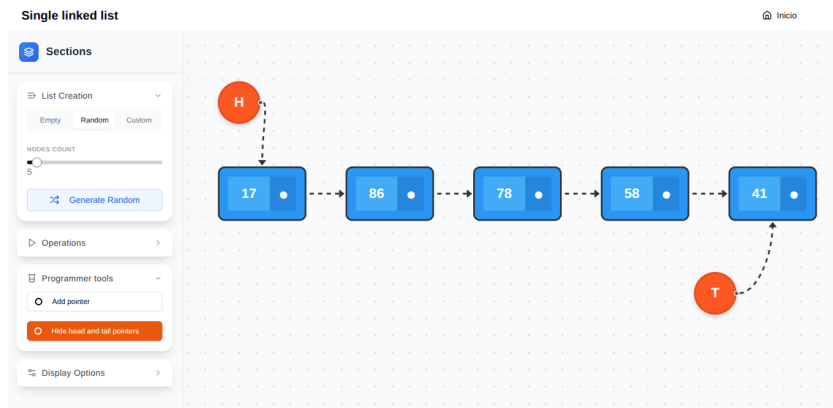 Single linked list
Inicio
Sections
List Creation
Empty Random Custom
NODES COUNT
5
Generate Random
Operations
Programmer tools
Add pointer
Hide head and tail pointers
Display Options
H
17 86 78 58 41
T